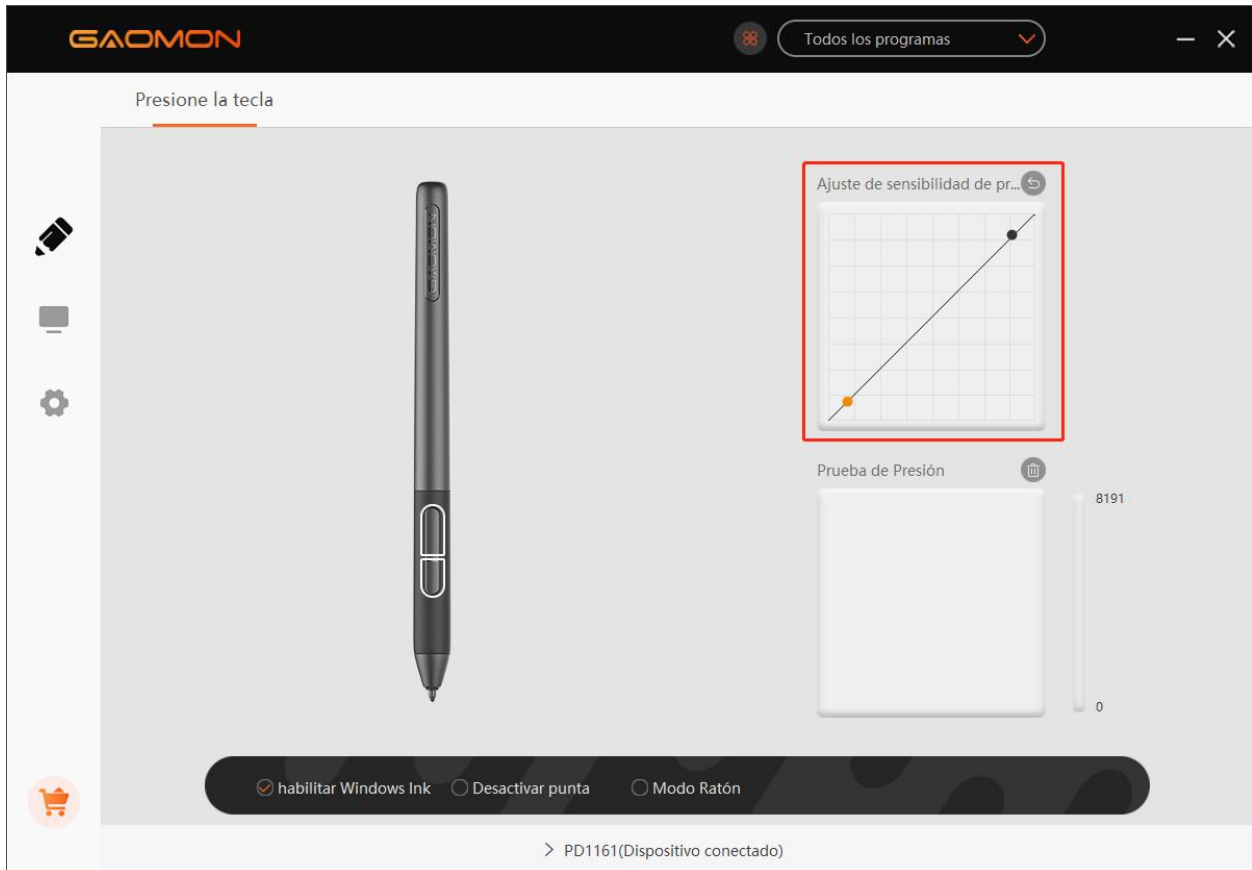 GAOMON
Todos los programas
Presione la tecla
GAOMON
Ajuste de sensibilidad de pr...
Prueba de Presión
8191
0
habilitar Windows Ink
Desactivar punta
Modo Ratón
PD1161(Dispositivo conectado)